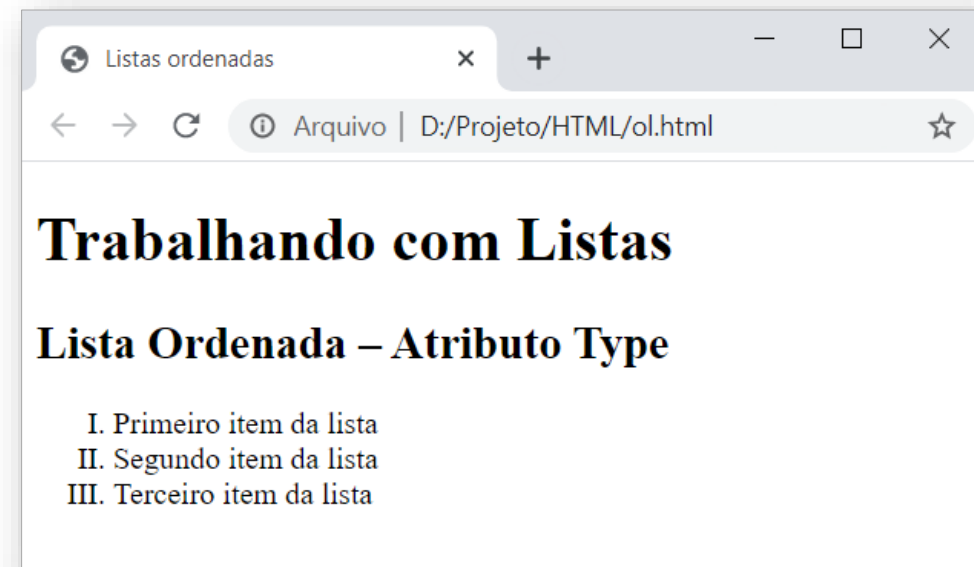 Listas ordenadas
Arquivo | D:/Projeto/HTML/ol.html
Trabalhando com Listas
Lista Ordenada – Atributo Type
I. Primeiro item da lista
II. Segundo item da lista
III. Terceiro item da lista